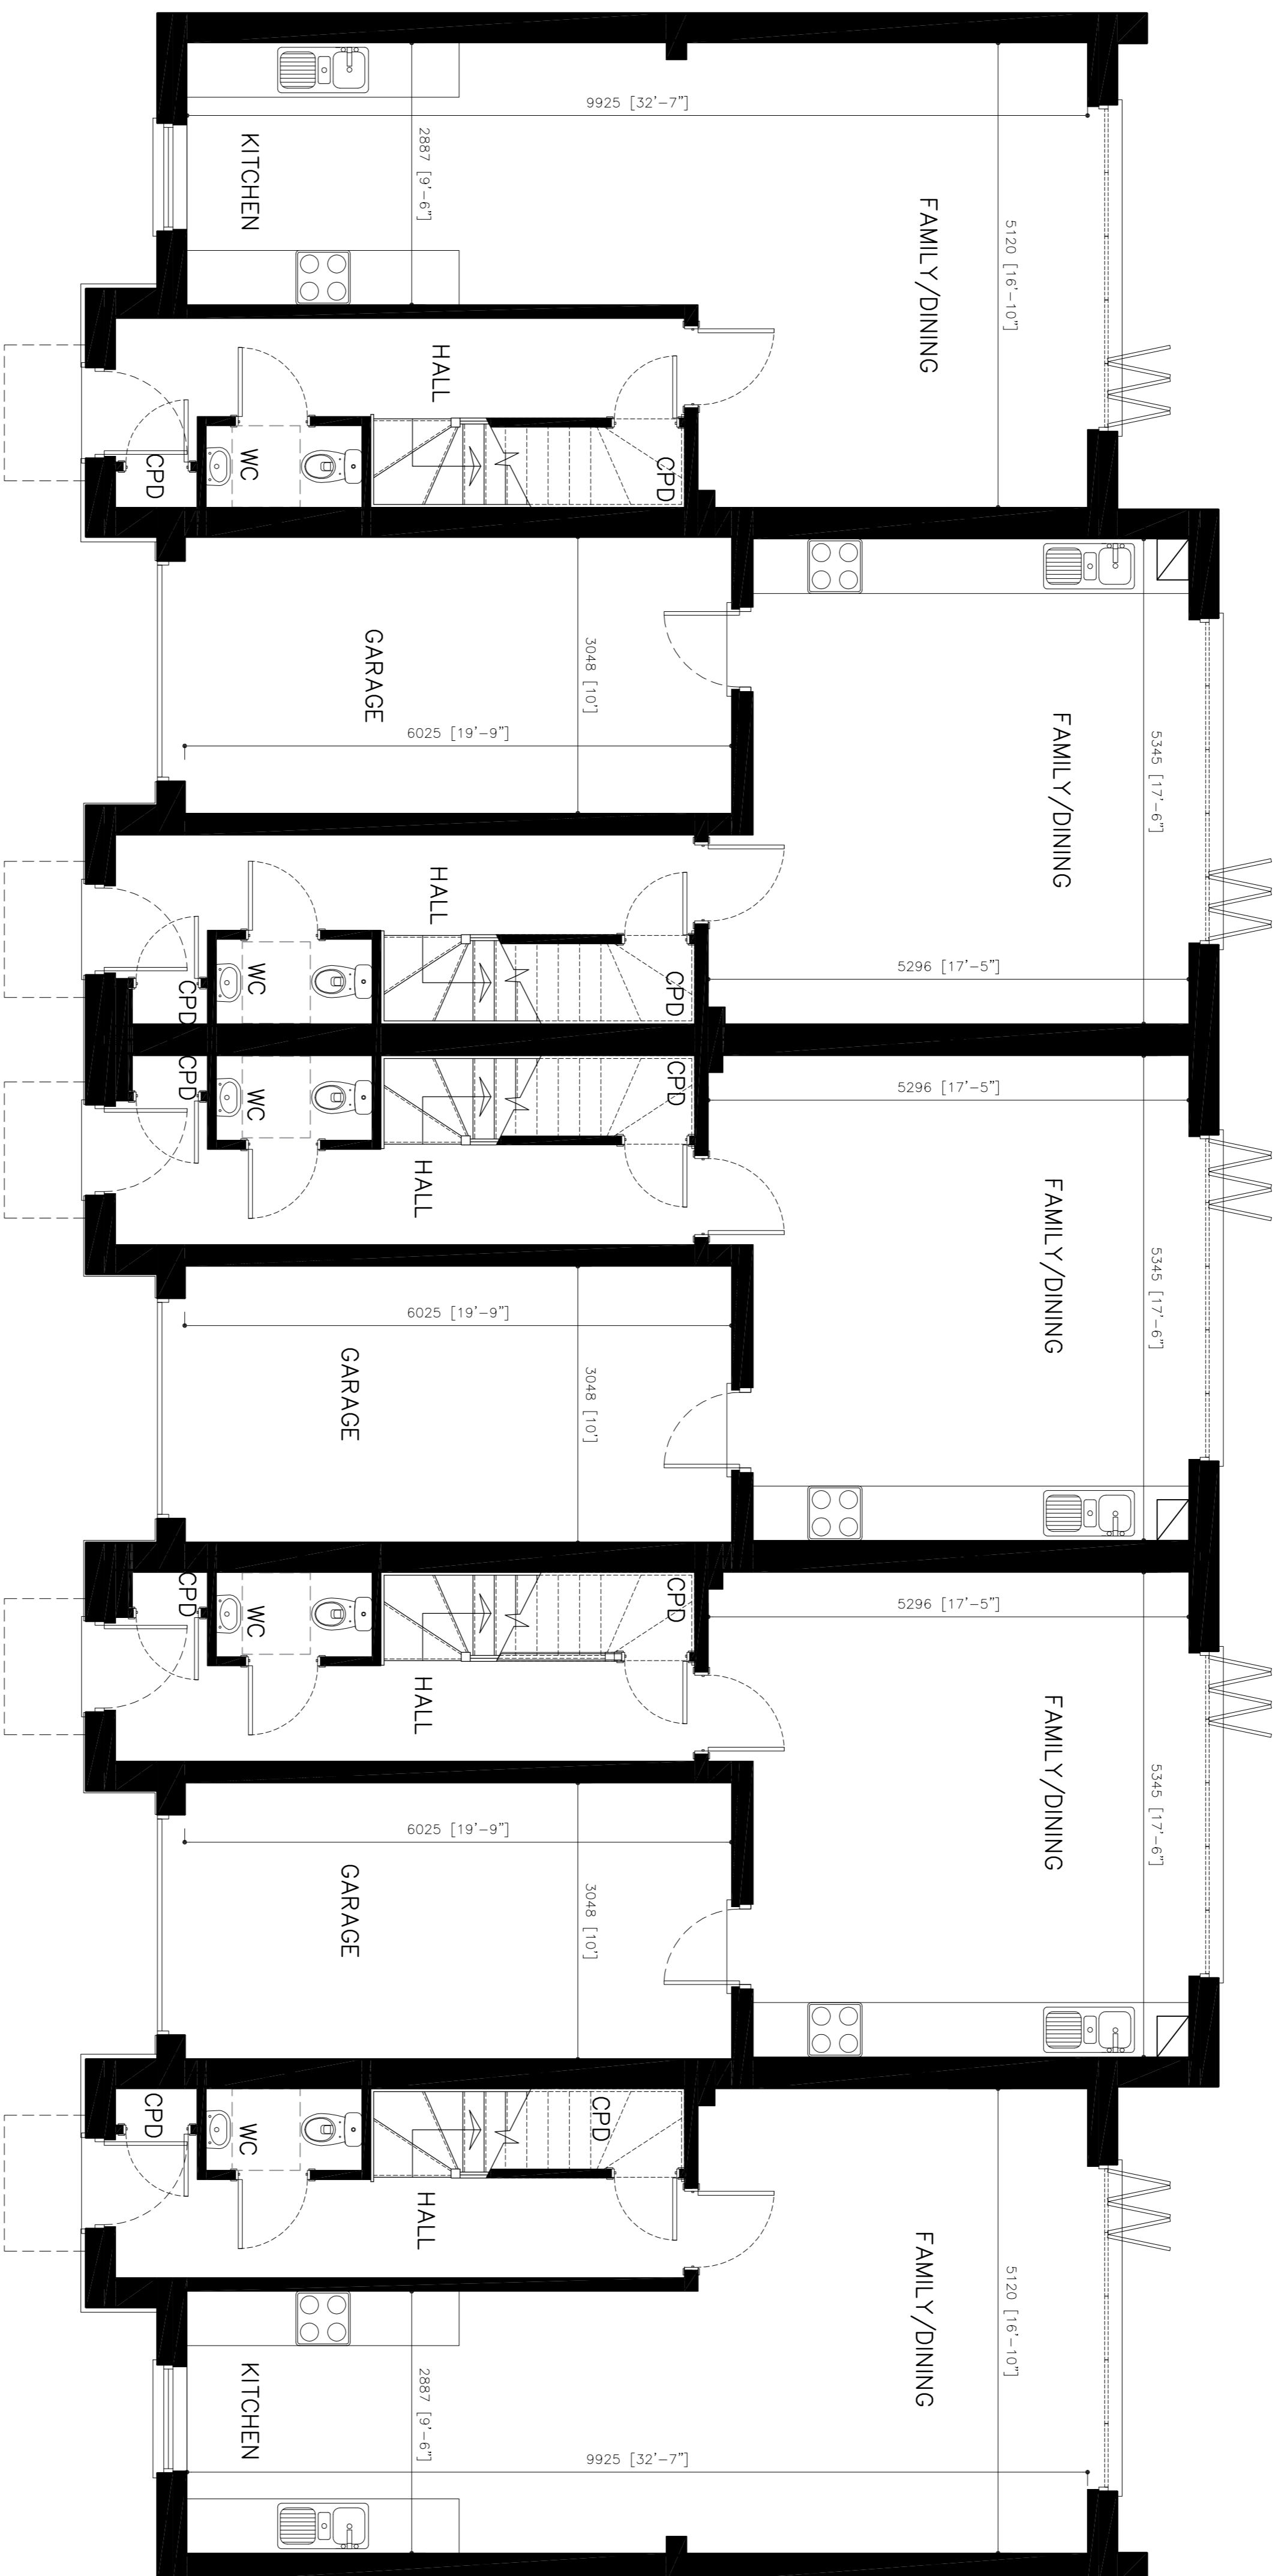 9925 [32'-7"]
KITCHEN
2887 [9'-6"]
FAMILY/DINING
5120 [16'-10"]
HALL
CPD
WC
CPD
GARAGE
3048 [10']
6025 [19'-9"]
FAMILY/DINING
5345 [17'-6"]
HALL
5296 [17'-5"]
CPD
WC
CPD
CPD
WC
CPD
5296 [17'-5"]
HALL
FAMILY/DINING
5345 [17'-6"]
6025 [19'-9"]
GARAGE
3048 [10']
CPD
WC
CPD
5296 [17'-5"]
HALL
FAMILY/DINING
5345 [17'-6"]
6025 [19'-9"]
GARAGE
3048 [10']
CPD
WC
CPD
HALL
FAMILY/DINING
5120 [16'-10"]
KITCHEN
2887 [9'-6"]
9925 [32'-7"]